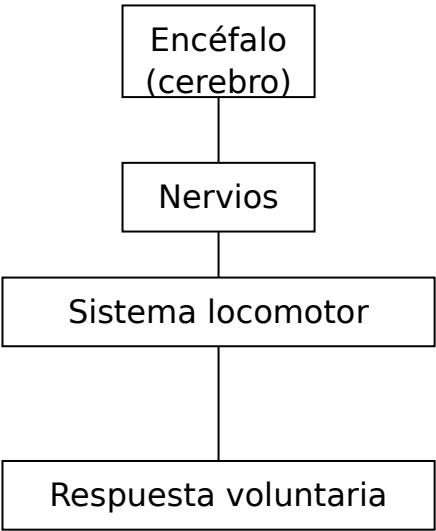 Encéfalo
(cerebro)
Nervios
Sistema locomotor
Respuesta voluntaria